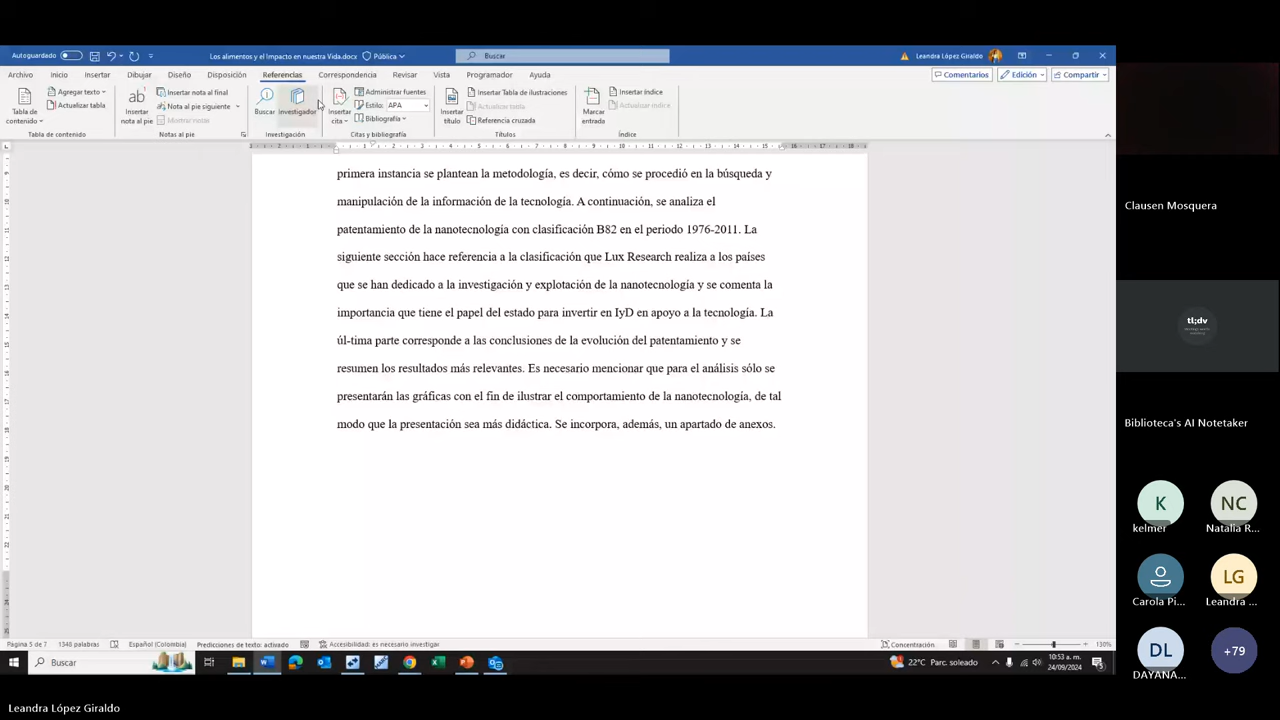 Autoguardado
Los alimentos y el Impacto en nuestra Vida.docx
Pública
Buscar
Leandra López Giraldo
Archivo Inicio Insertar Dibujar Diseño Disposición Referencias Correspondencia Revisar Vista Programador Ayuda
Comentarios Edición Compartir
Tabla de contenido
Agregar texto
Actualizar tabla
Tabla de contenido
Insertar nota al pie
ab
Insertar nota al final
Nota al pie siguiente
Mostrar notas
Notas al pie
Buscar
Investigador
Investigación
Insertar cita
Administrar fuentes
Estilo: APA
Bibliografía
Citas y bibliografía
Insertar título
Insertar Tabla de ilustraciones
Actualizar tabla
Referencia cruzada
Títulos
Marcar entrada
Insertar índice
Actualizar índice
Índice
primera instancia se plantean la metodología, es decir, cómo se procedió en la búsqueda y
manipulación de la información de la tecnología. A continuación, se analiza el
patentamiento de la nanotecnología con clasificación B82 en el periodo 1976-2011. La
siguiente sección hace referencia a la clasificación que Lux Research realiza a los países
que se han dedicado a la investigación y explotación de la nanotecnología y se comenta la
importancia que tiene el papel del estado para invertir en IyD en apoyo a la tecnología. La
úl-tima parte corresponde a las conclusiones de la evolución del patentamiento y se
resumen los resultados más relevantes. Es necesario mencionar que para el análisis sólo se
presentarán las gráficas con el fin de ilustrar el comportamiento de la nanotecnología, de tal
modo que la presentación sea más didáctica. Se incorpora, además, un apartado de anexos.
Página 5 de 7 1340 palabras Español (Colombia) Predicciones de texto: activado Accesibilidad: es necesario investigar
Concentración 130%
Buscar
22°C Parc. soleado
10:53 a. m.
24/09/2024
Leandra López Giraldo
Clausen Mosquera
tl;dv
Biblioteca's AI Notetaker
K NC
kelmer Natalia R...
LG
Carola Pi... Leandra ...
DL +79
DAYANA...